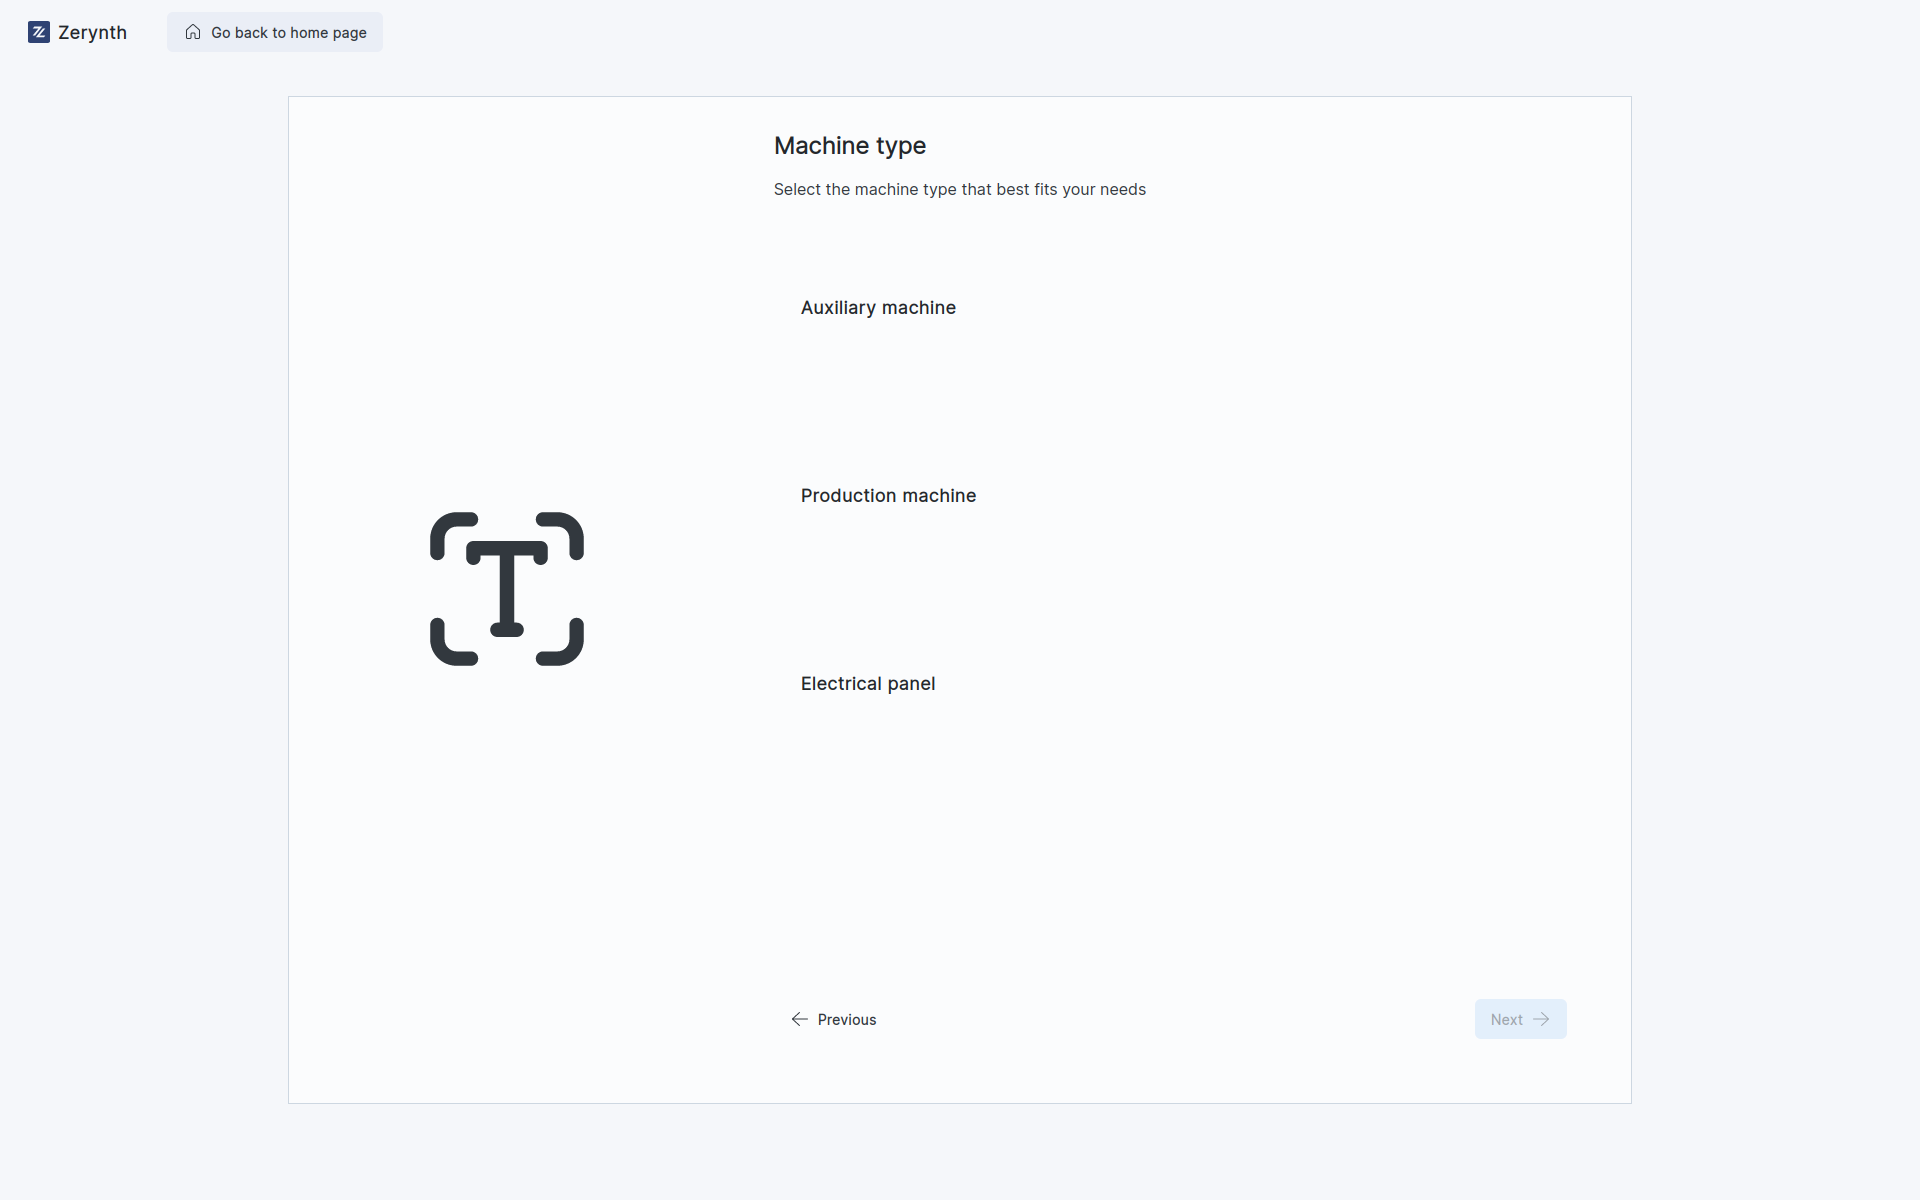 Zerynth
Go back to home page
Machine type
Select the machine type that best fits your needs
Auxiliary machine
Production machine
Electrical panel
Previous
Next